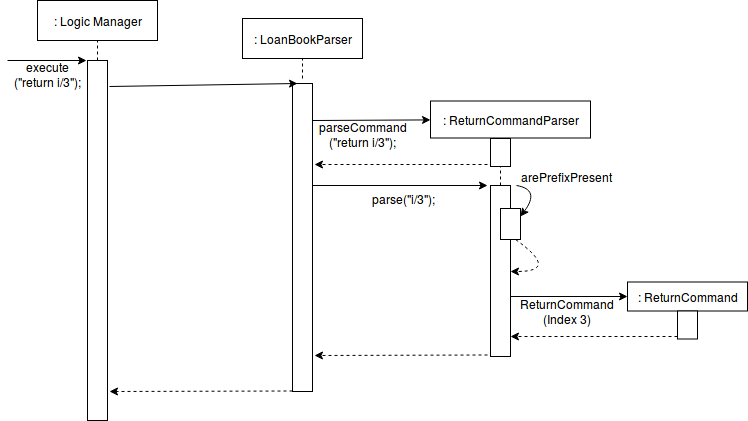 : Logic Manager
: LoanBookParser
execute
("return i/3");
: ReturnCommandParser
parseCommand
("return i/3");
arePrefixPresent
parse("i/3");
: ReturnCommand
ReturnCommand
(Index 3)